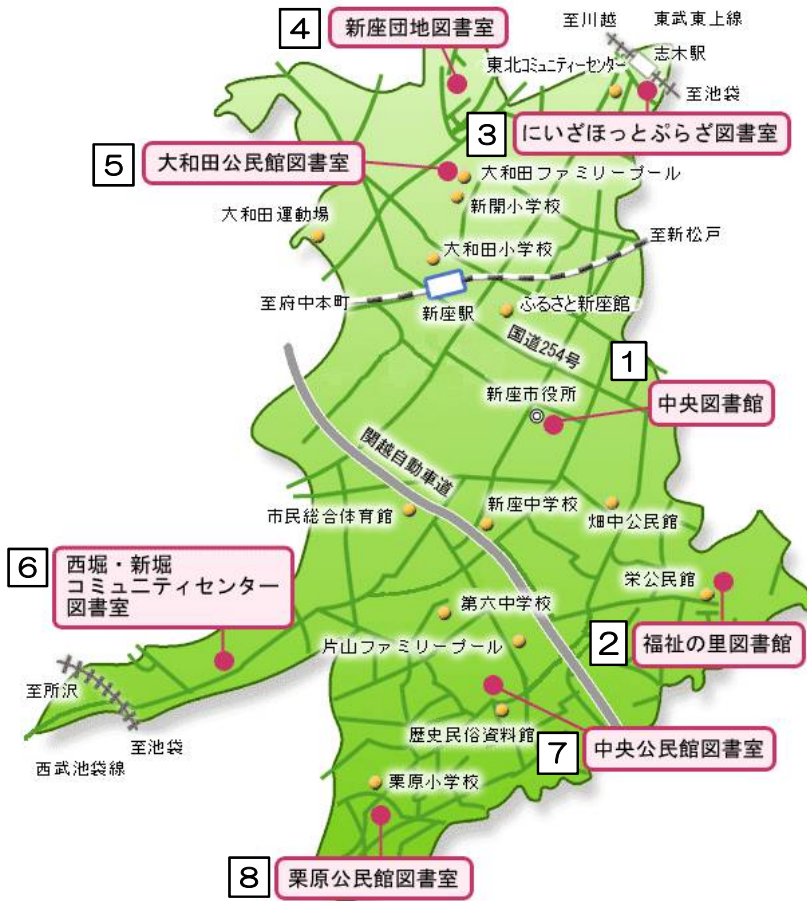 4
新座団地図書室
至川越
東武東上線
東北コミュニティーセンター
志木駅
至池袋
3
にいざほっとぷらざ図書室
5
大和田公民館図書室
大和田ファミリープール
新開小学校
大和田運動場
大和田小学校
至新松戸
至府中本町
新座駅
ふるさと新座館
国道254号
1
新座市役所
中央図書館
関越自動車道
市民総合体育館
新座中学校
畑中公民館
6
西堀・新堀
コミュニティセンター
図書室
栄公民館
第六中学校
片山ファミリープール
2
福祉の里図書館
至所沢
至池袋
西武池袋線
歴史民俗資料館
7
中央公民館図書室
栗原小学校
8
栗原公民館図書室